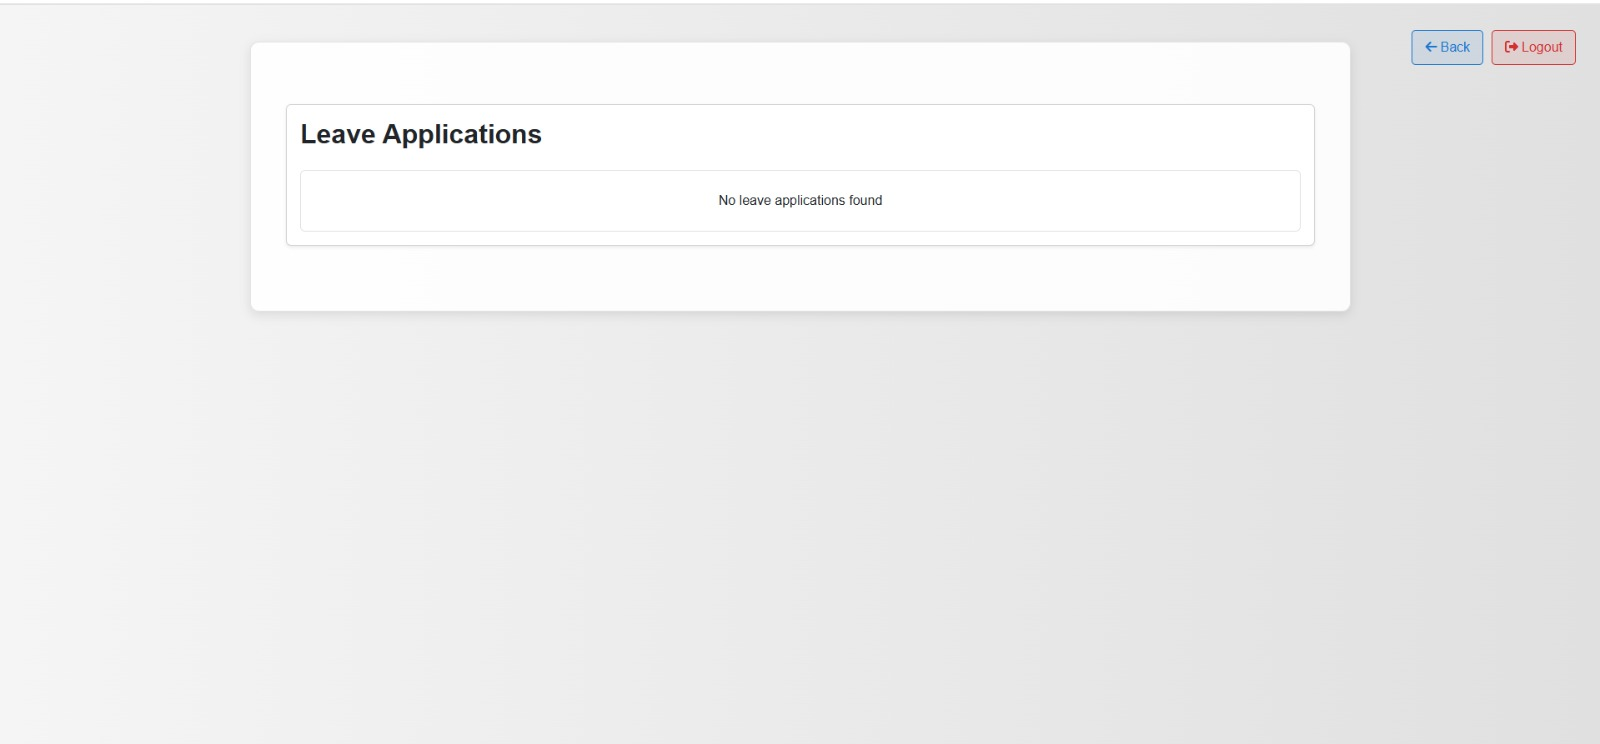 Back
Logout
Leave Applications
No leave applications found